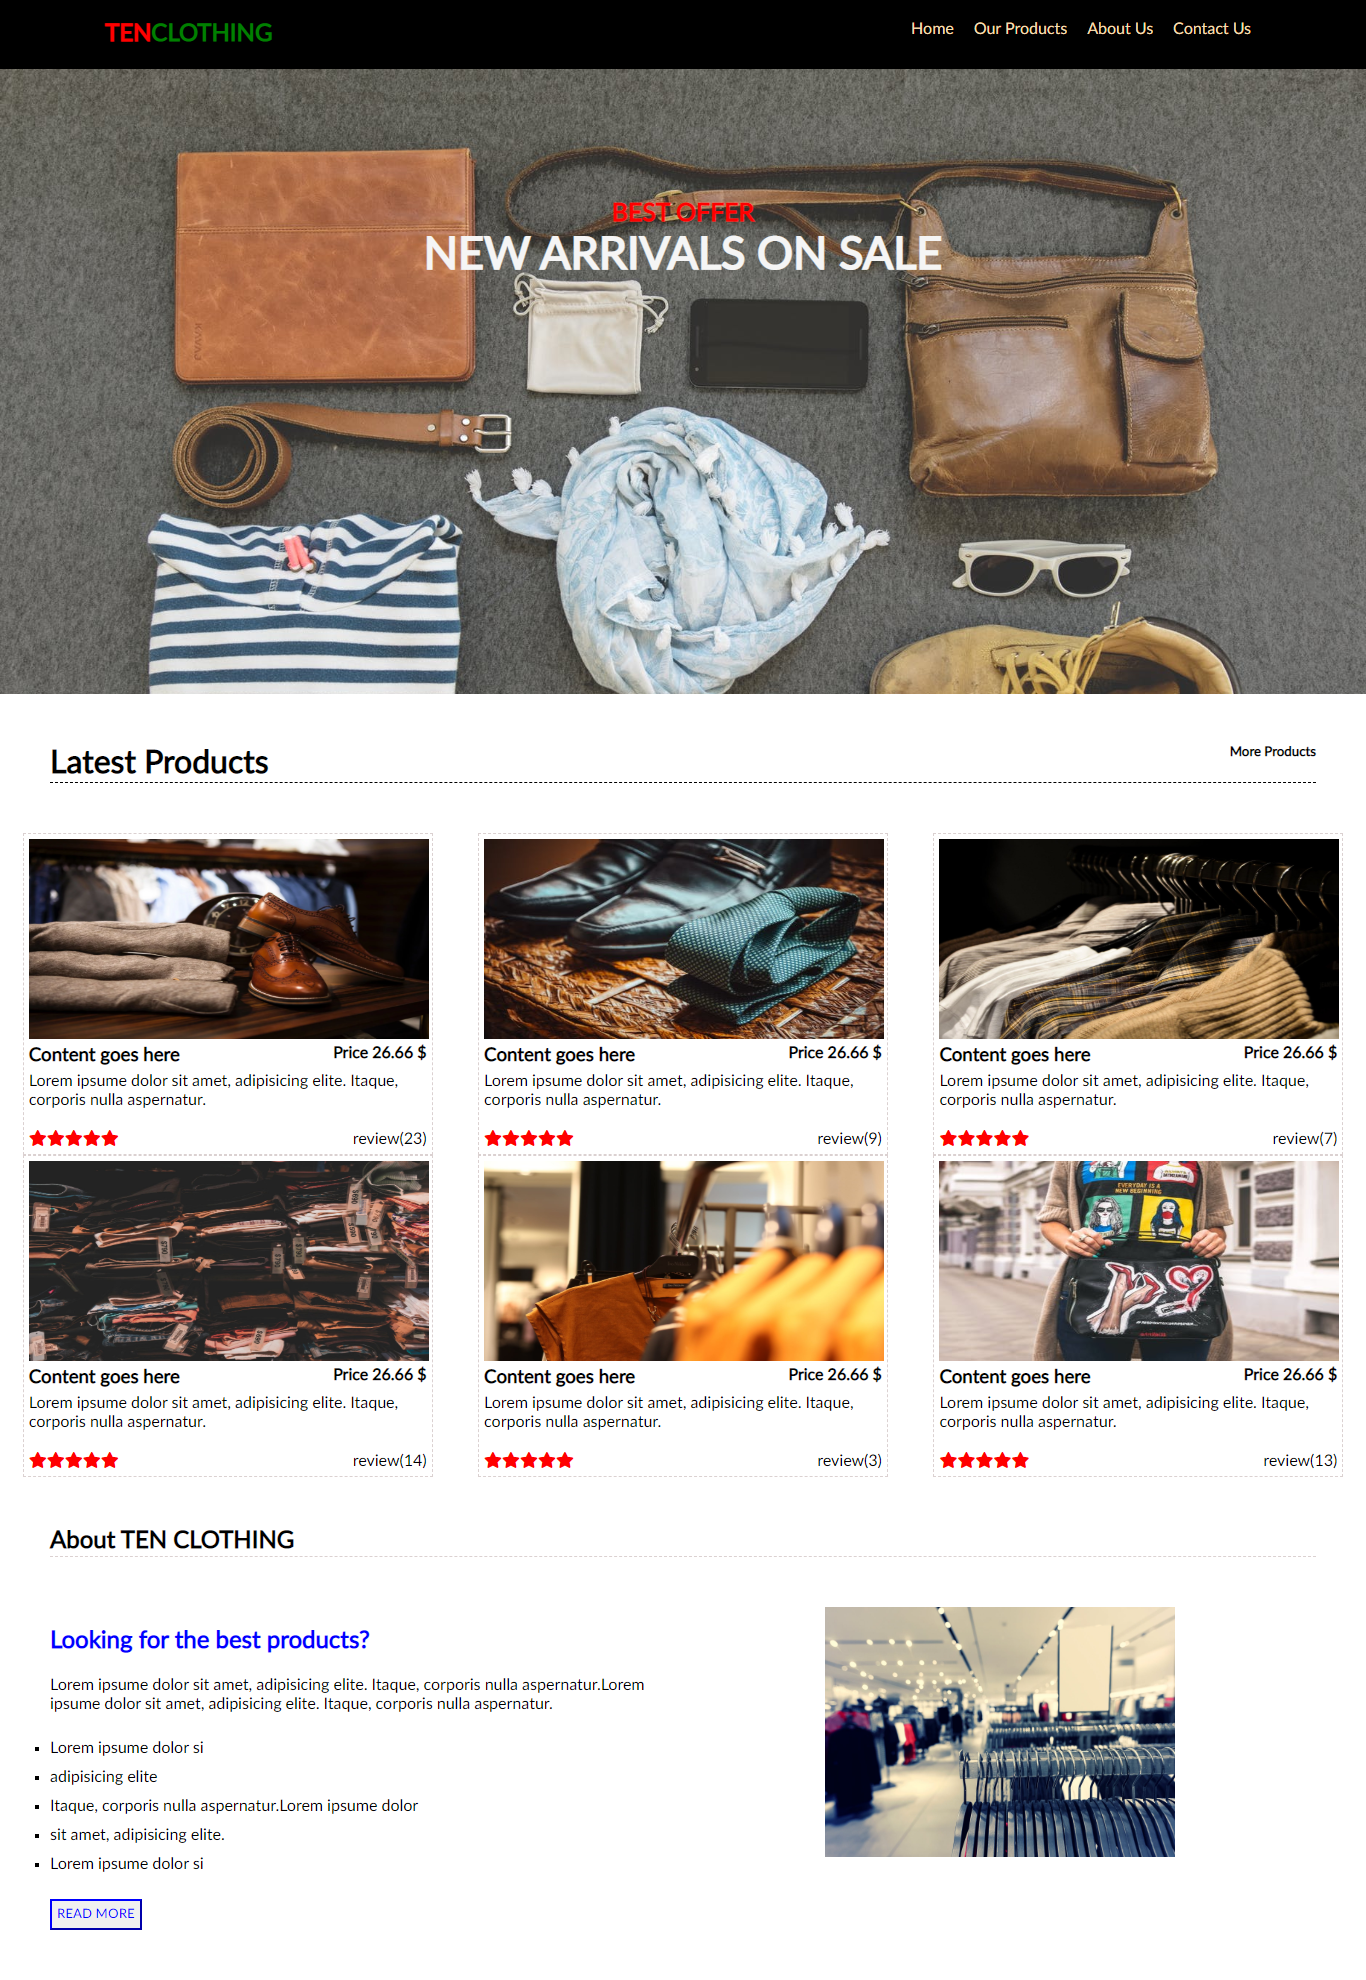 TENCLOTHING
Home Our Products About Us Contact Us
BEST OFFER
NEW ARRIVALS ON SALE
Latest Products
More Products
Content goes here Price 26.66 $
Lorem ipsume dolor sit amet, adipisicing elite. Itaque,
corporis nulla aspernatur.
review(23)
Content goes here Price 26.66 $
Lorem ipsume dolor sit amet, adipisicing elite. Itaque,
corporis nulla aspernatur.
review(9)
Content goes here Price 26.66 $
Lorem ipsume dolor sit amet, adipisicing elite. Itaque,
corporis nulla aspernatur.
review(7)
Content goes here Price 26.66 $
Lorem ipsume dolor sit amet, adipisicing elite. Itaque,
corporis nulla aspernatur.
review(14)
Content goes here Price 26.66 $
Lorem ipsume dolor sit amet, adipisicing elite. Itaque,
corporis nulla aspernatur.
review(3)
EVERYDAY IS A
NEW BEGINNING
Content goes here Price 26.66 $
Lorem ipsume dolor sit amet, adipisicing elite. Itaque,
corporis nulla aspernatur.
review(13)
About TEN CLOTHING
Looking for the best products?
Lorem ipsume dolor sit amet, adipisicing elite. Itaque, corporis nulla aspernatur.Lorem
ipsume dolor sit amet, adipisicing elite. Itaque, corporis nulla aspernatur.
Lorem ipsume dolor si
adipisicing elite
Itaque, corporis nulla aspernatur.Lorem ipsume dolor
sit amet, adipisicing elite.
Lorem ipsume dolor si
READ MORE